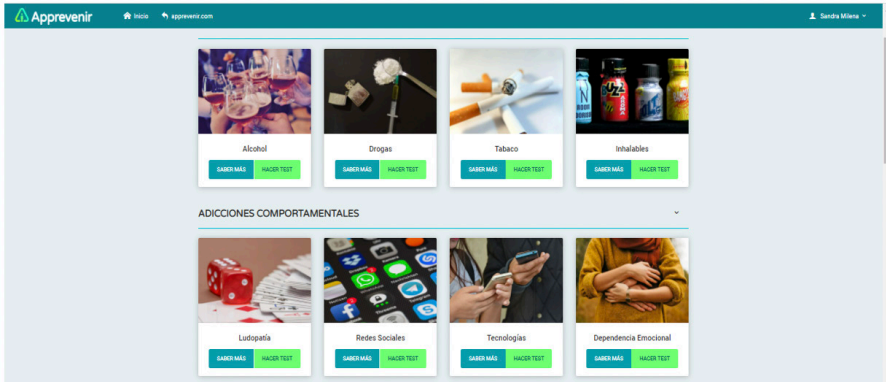 Apprevenir
Inicio
apprevenir.com
Sandra Milena
Alcohol
Drogas
Tabaco
Inhalables
SABER MÁS HACER TEST
SABER MÁS HACER TEST
SABER MÁS HACER TEST
SABER MÁS HACER TEST
ADICCIONES COMPORTAMENTALES
Ludopatía
Redes Sociales
Tecnologías
Dependencia Emocional
SABER MÁS HACER TEST
SABER MÁS HACER TEST
SABER MÁS HACER TEST
SABER MÁS HACER TEST